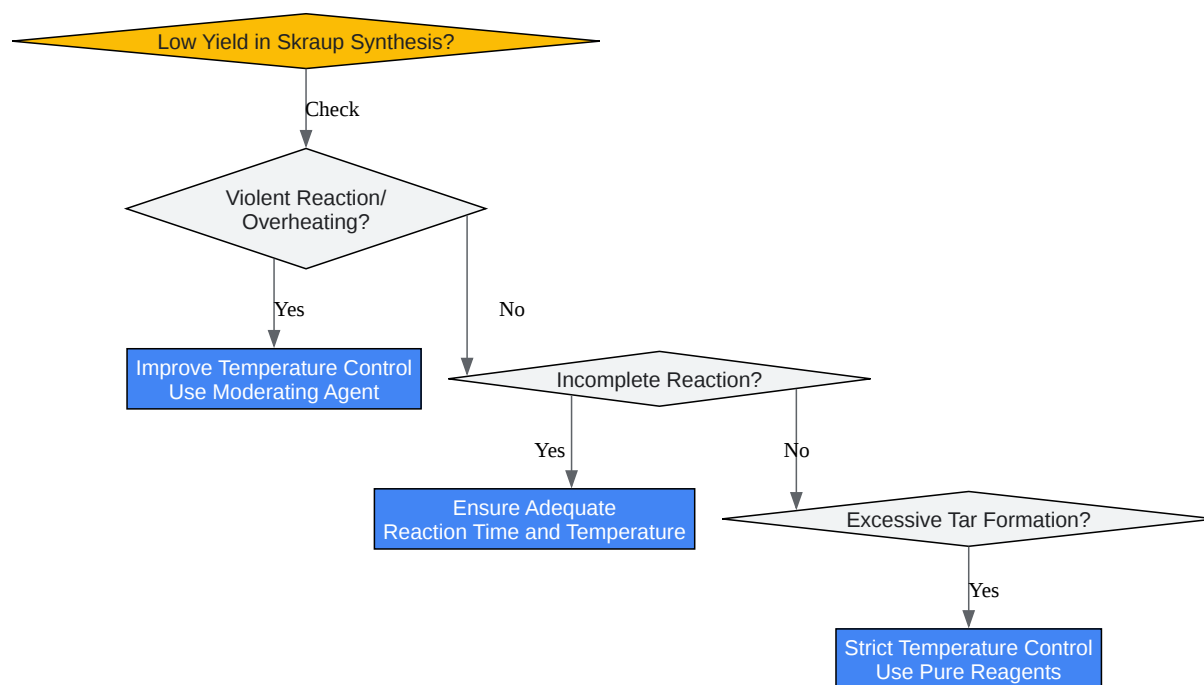 Low Yield in Skraup Synthesis?
Check
Violent Reaction/
Overheating?
Yes
No
Improve Temperature Control
Use Moderating Agent
Incomplete Reaction?
Yes
No
Ensure Adequate
Reaction Time and Temperature
Excessive Tar Formation?
Yes
Strict Temperature Control
Use Pure Reagents